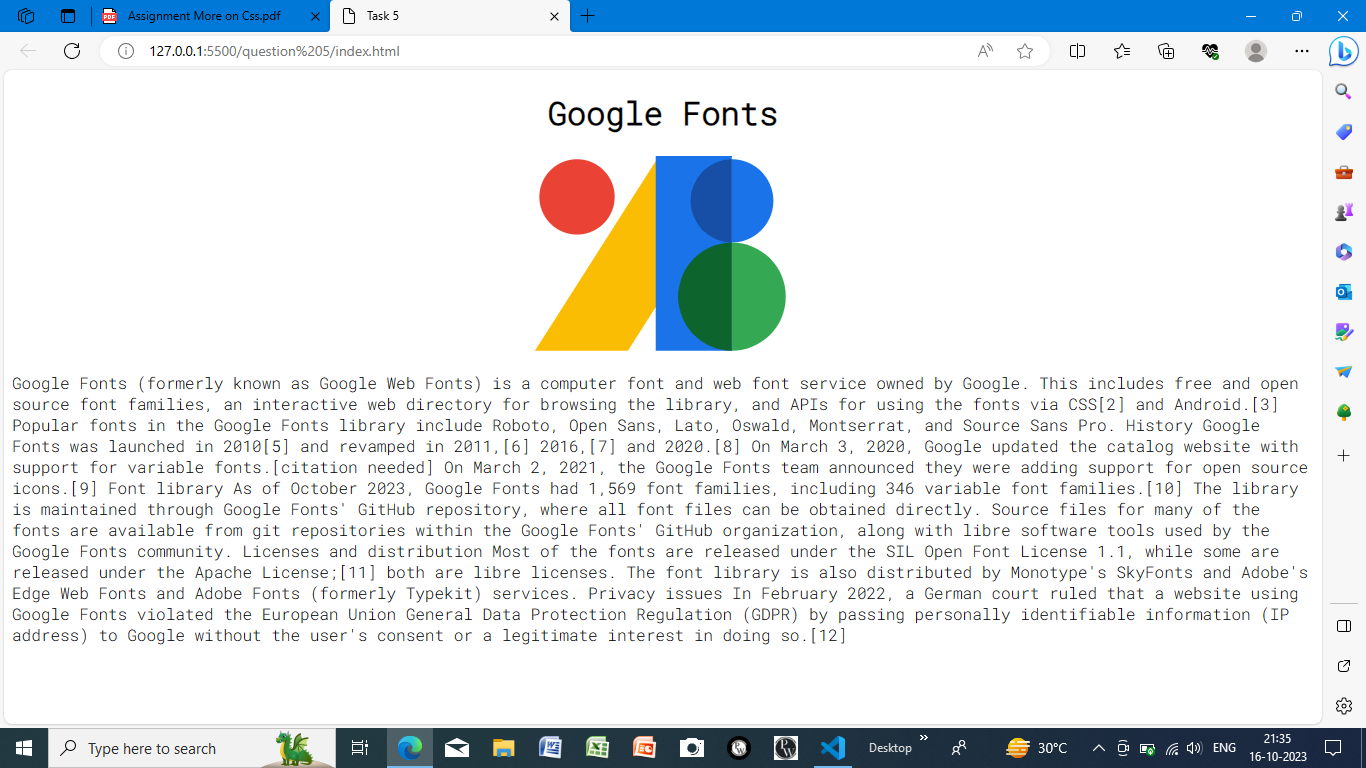 Assignment More on Css.pdf
Task 5
127.0.0.1:5500/question%205/index.html
Google Fonts
Google Fonts (formerly known as Google Web Fonts) is a computer font and web font service owned by Google. This includes free and open
source font families, an interactive web directory for browsing the library, and APIs for using the fonts via CSS[2] and Android.[3]
Popular fonts in the Google Fonts library include Roboto, Open Sans, Lato, Oswald, Montserrat, and Source Sans Pro. History Google
Fonts was launched in 2010[5] and revamped in 2011,[6] 2016,[7] and 2020.[8] On March 3, 2020, Google updated the catalog website with
support for variable fonts.[citation needed] On March 2, 2021, the Google Fonts team announced they were adding support for open source
icons.[9] Font library As of October 2023, Google Fonts had 1,569 font families, including 346 variable font families.[10] The library
is maintained through Google Fonts' GitHub repository, where all font files can be obtained directly. Source files for many of the
fonts are available from git repositories within the Google Fonts' GitHub organization, along with libre software tools used by the
Google Fonts community. Licenses and distribution Most of the fonts are released under the SIL Open Font License 1.1, while some are
released under the Apache License;[11] both are libre licenses. The font library is also distributed by Monotype's SkyFonts and Adobe's
Edge Web Fonts and Adobe Fonts (formerly Typekit) services. Privacy issues In February 2022, a German court ruled that a website using
Google Fonts violated the European Union General Data Protection Regulation (GDPR) by passing personally identifiable information (IP
address) to Google without the user's consent or a legitimate interest in doing so.[12]
Type here to search
Desktop
30°C
ENG
21:35
16-10-2023